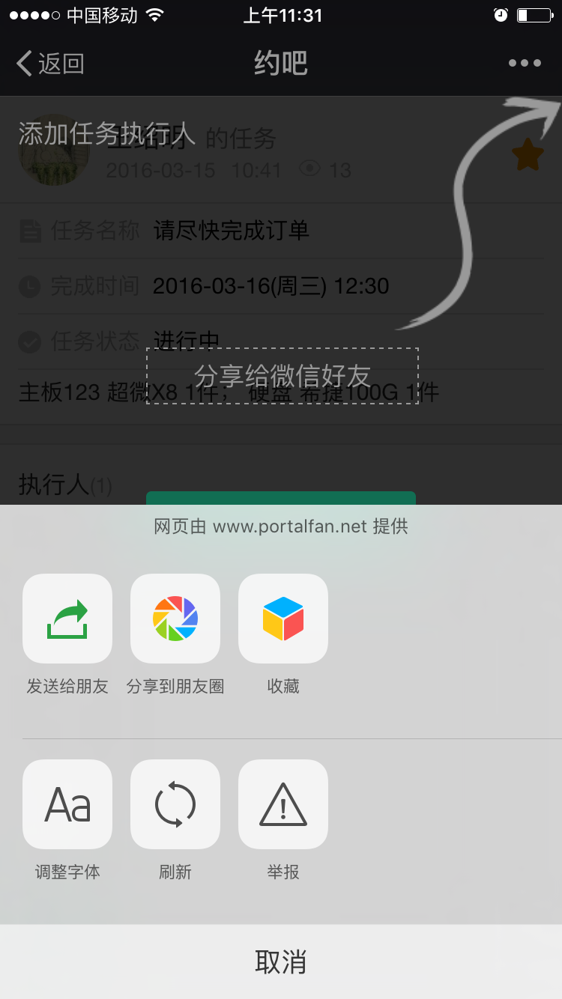 中国移动 上午11:31
返回 约吧
添加任务执行人
的任务
2016-03-15 10:41 13
任务名称 请尽快完成订单
完成时间 2016-03-16(周三) 12:30
任务状态 进行中
分享给微信好友
主板123 超微X8 1件； 硬盘 希捷100G 1件
执行人(1)
网页由 www.portalfan.net 提供
发送给朋友 分享到朋友圈 收藏
Aa
调整字体 刷新 举报
取消